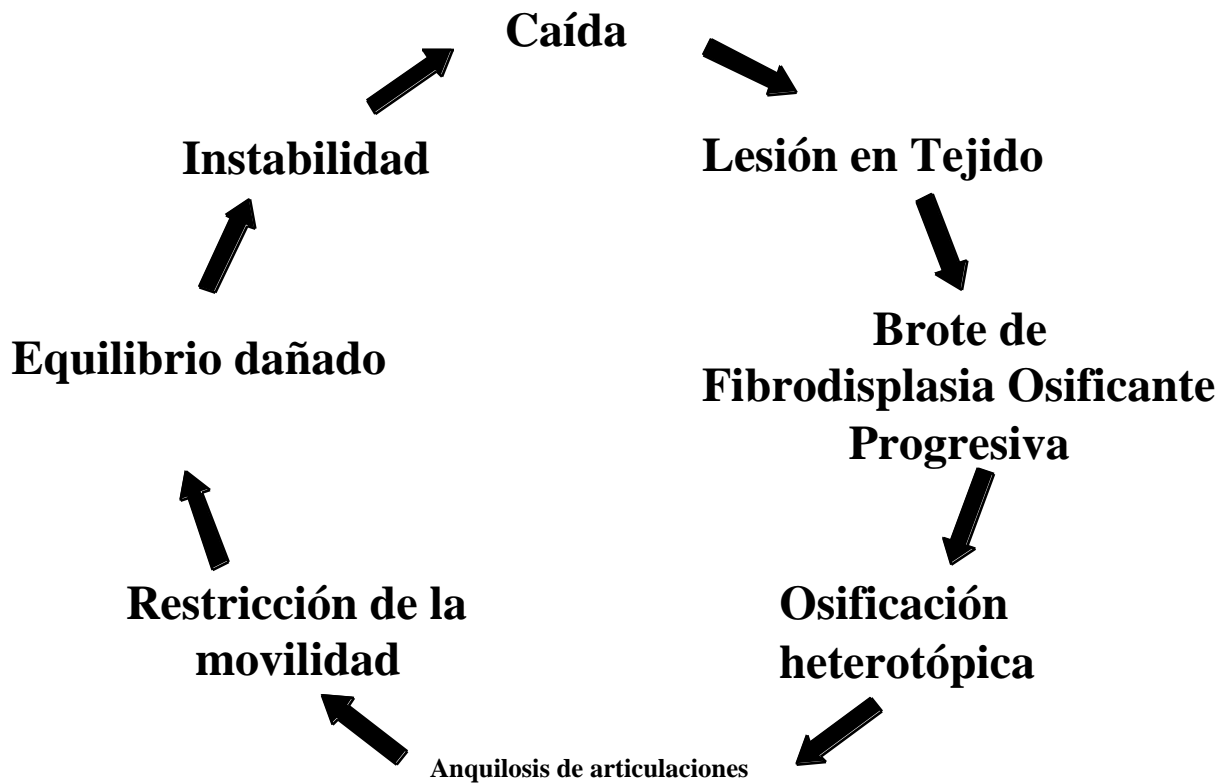 Caída
Lesión en Tejido
Brote de
Fibrodisplasia Osificante
Progresiva
Osificación
heterotópica
Anquilosis de articulaciones
Restricción de la
movilidad
Equilibrio dañado
Instabilidad